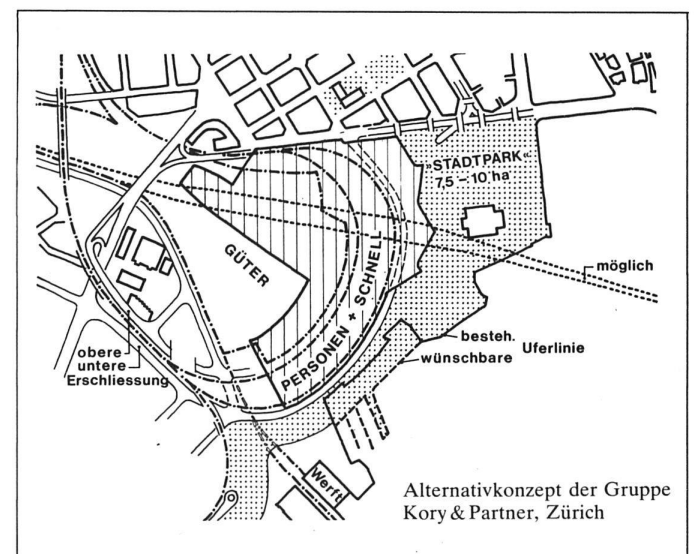 »STADTPARK«
7,5–10 ha
GÜTER
PERSONEN + SCHNELL
möglich
besteh.
wünschbare
Uferlinie
obere
untere
Erschliessung
Werft
Alternativkonzept der Gruppe
Kory & Partner, Zürich